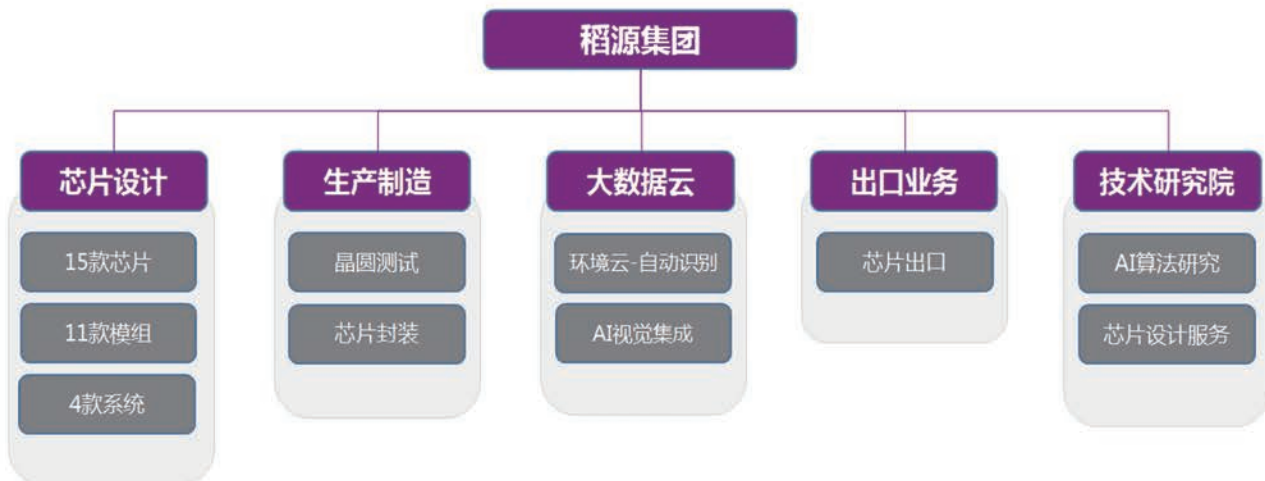 稻源集团
芯片设计
15款芯片
11款模组
4款系统
生产制造
晶圆测试
芯片封装
大数据云
环境云-自动识别
AI视觉集成
出口业务
芯片出口
技术研究院
AI算法研究
芯片设计服务